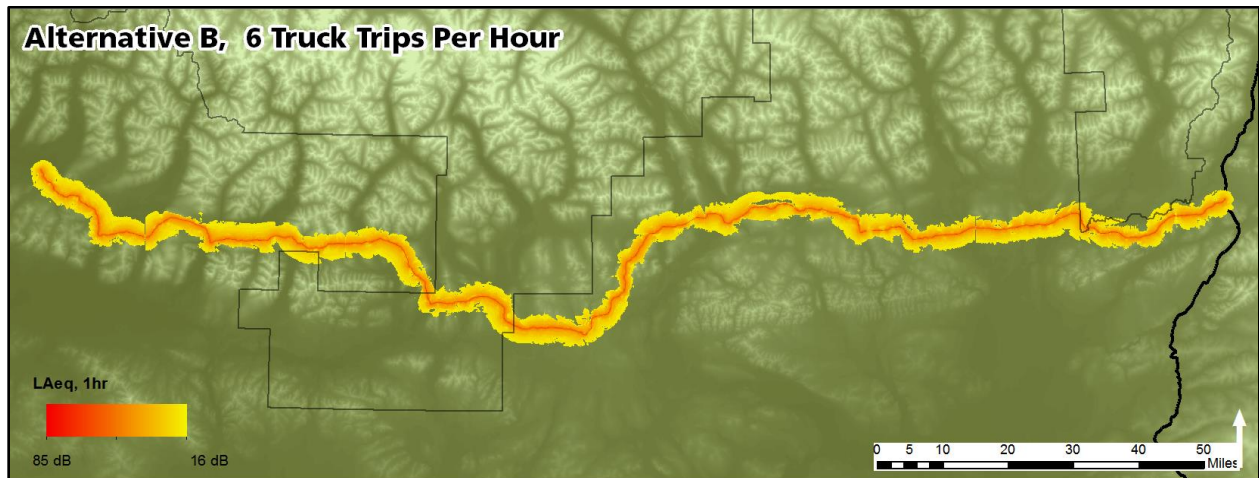 Alternative B, 6 Truck Trips Per Hour
LAeq, 1hr
85 dB 16 dB
0 5 10 20 30 40 50
Miles